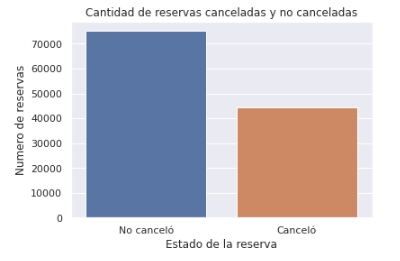 Cantidad de reservas canceladas y no canceladas
Numero de reservas
70000
60000
50000
40000
30000
20000
10000
0
No canceló
Canceló
Estado de la reserva